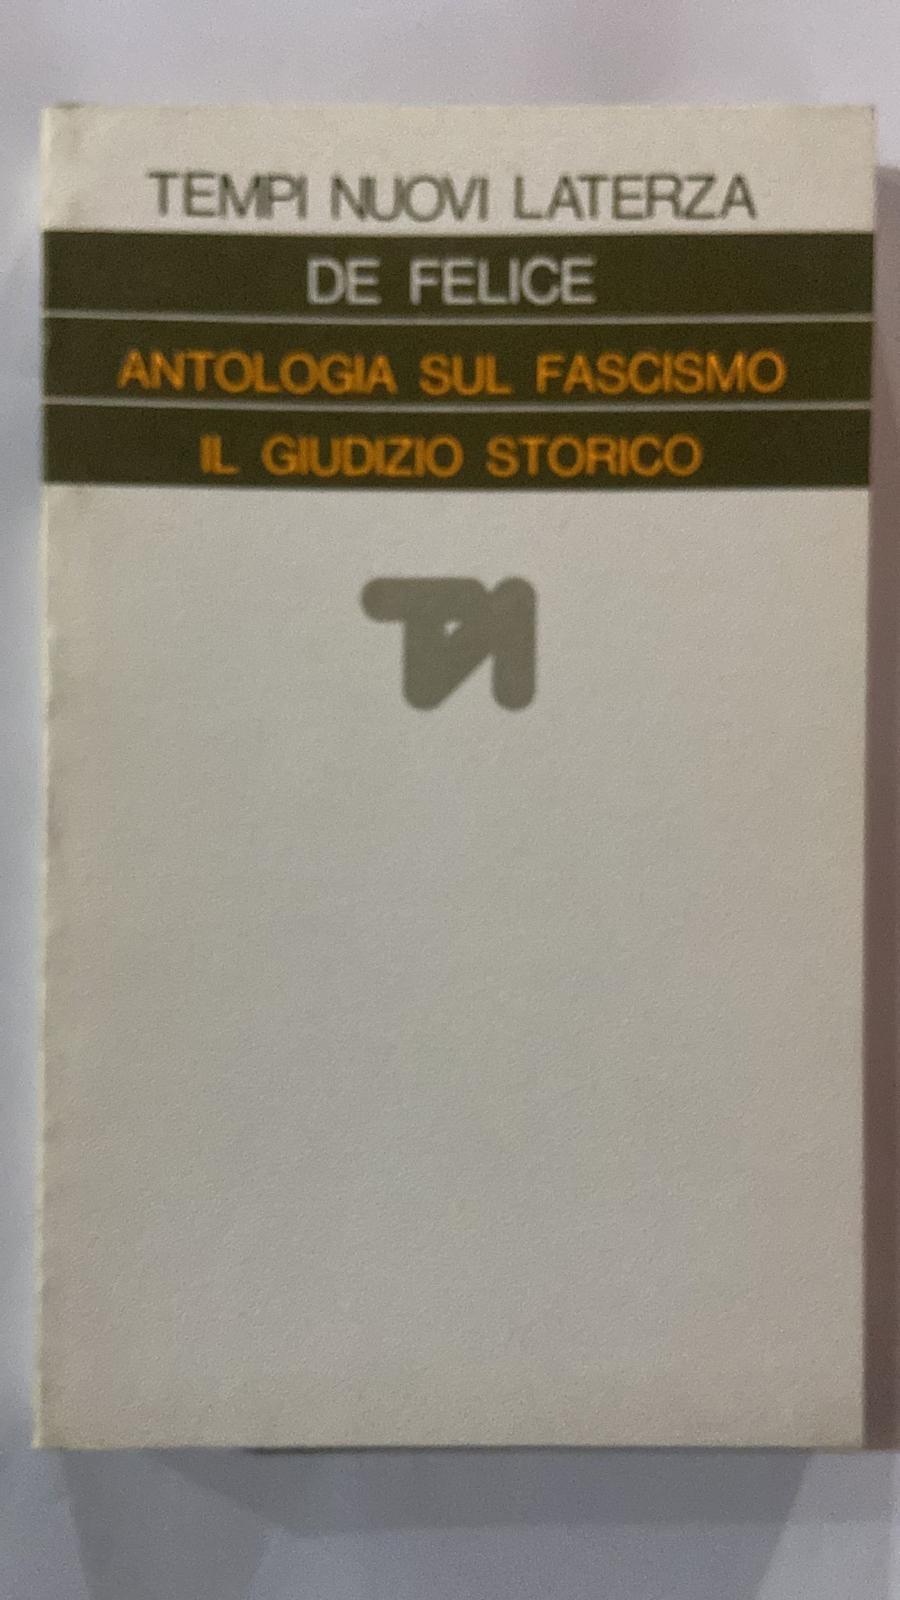 TEMPI NUOVI LATERZA
DE FELICE
ANTOLOGIA SUL FASCISMO
IL GIUDIZIO STORICO